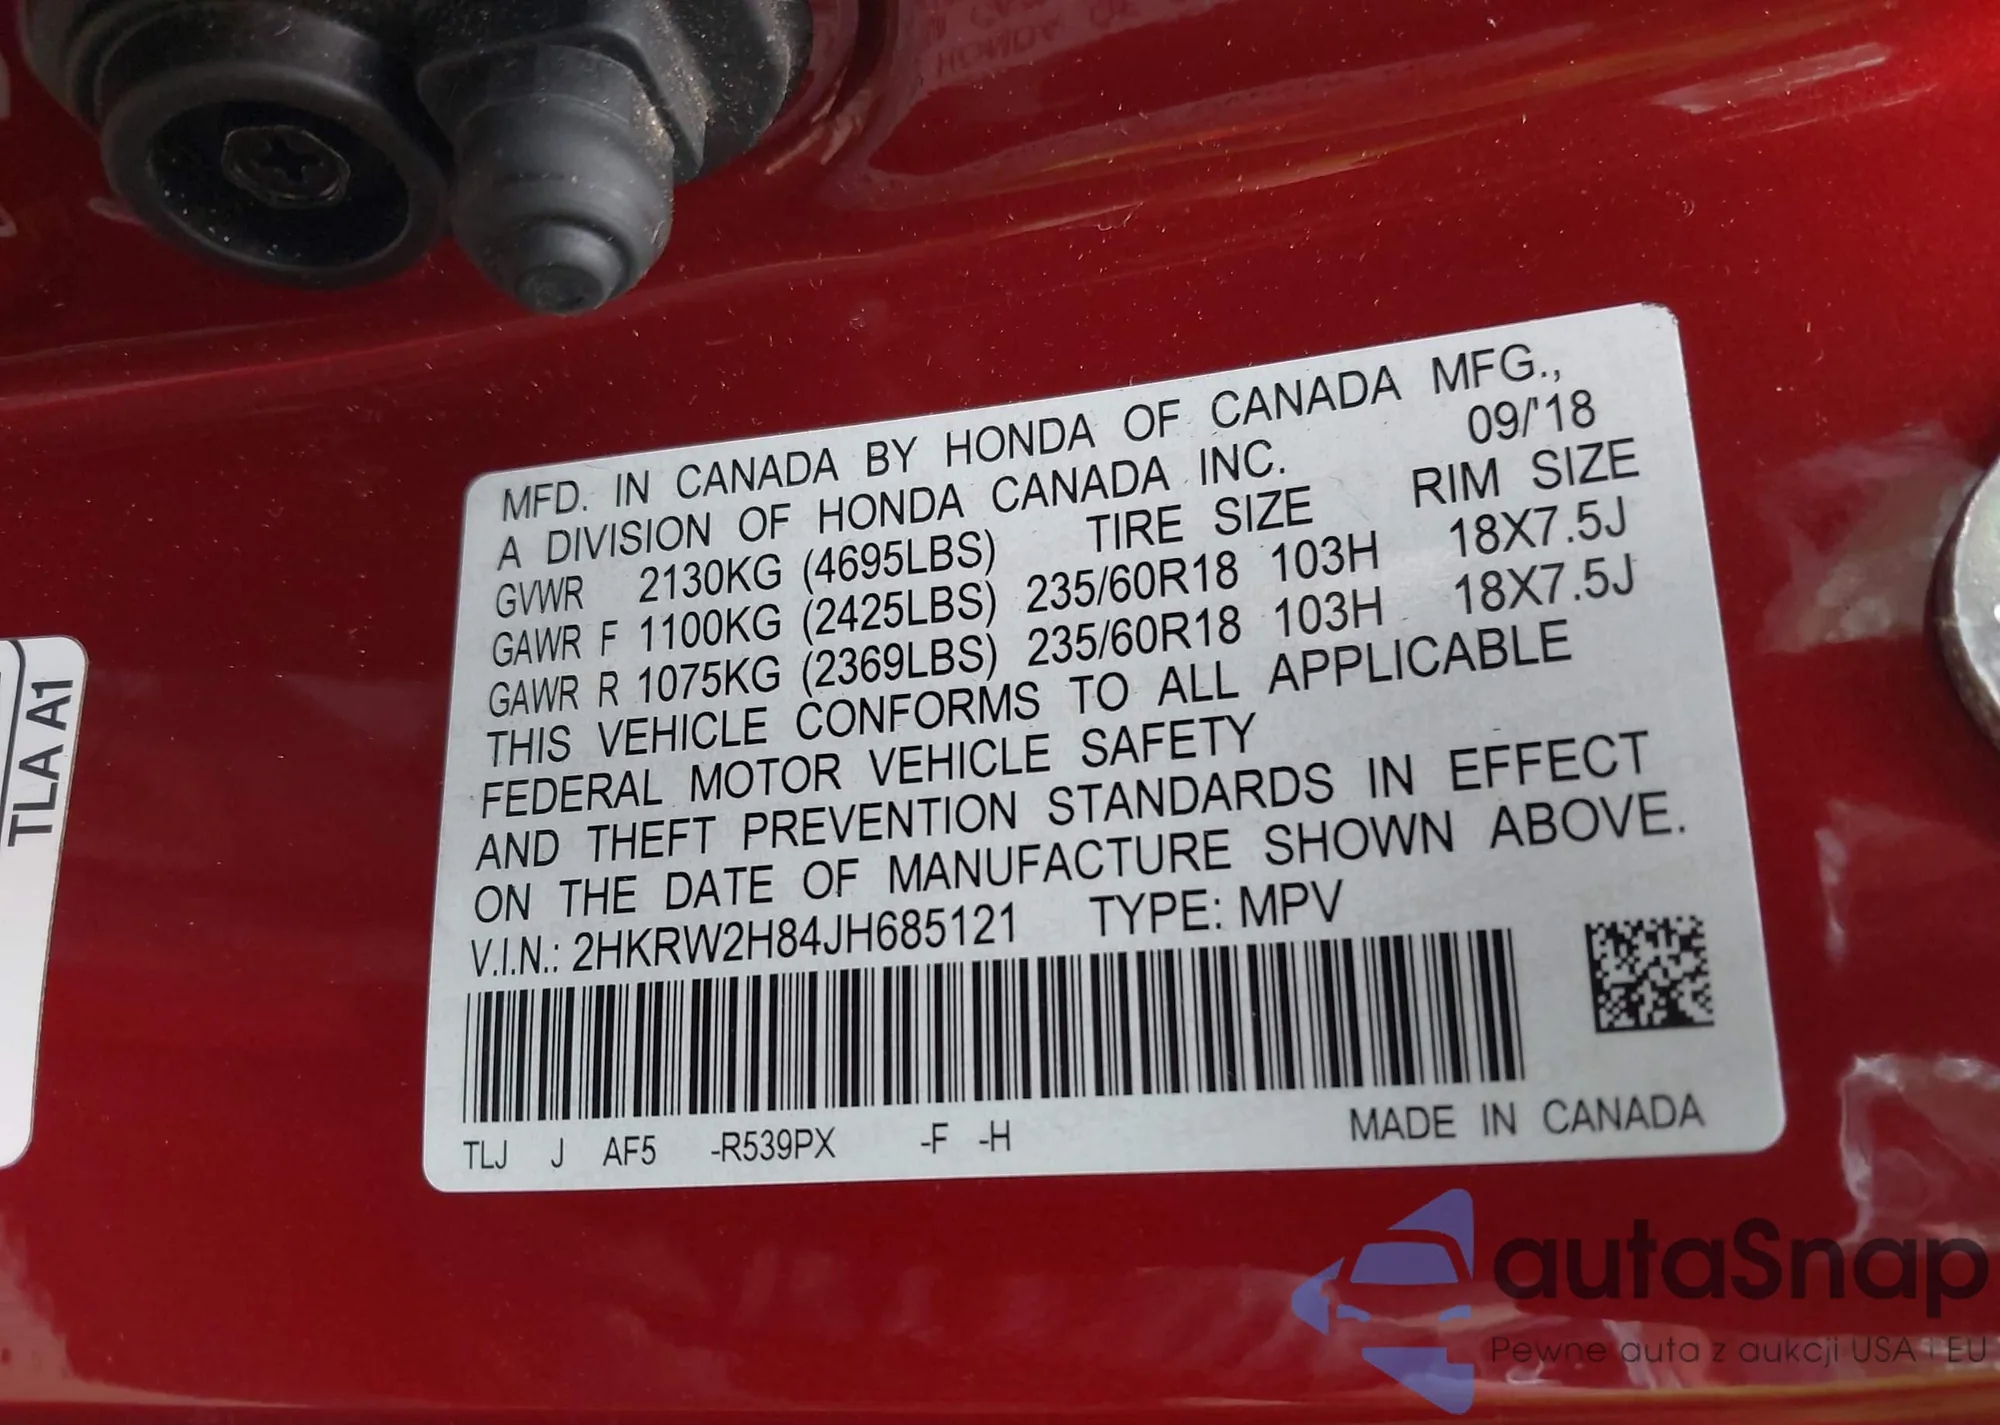 MFD. IN CANADA BY HONDA OF CANADA MFG.,
A DIVISION OF HONDA CANADA INC. 09/'18
GVWR 2130KG (4695LBS) TIRE SIZE RIM SIZE
GAWR F 1100KG (2425LBS) 235/60R18 103H 18X7.5J
GAWR R 1075KG (2369LBS) 235/60R18 103H 18X7.5J
THIS VEHICLE CONFORMS TO ALL APPLICABLE
FEDERAL MOTOR VEHICLE SAFETY
AND THEFT PREVENTION STANDARDS IN EFFECT
ON THE DATE OF MANUFACTURE SHOWN ABOVE.
V.I.N.: 2HKRW2H84JH685121 TYPE: MPV
TLJ J AF5 -R539PX -F -H MADE IN CANADA
TLA A1
autaSnap
Pewne auta z aukcji USA i EU